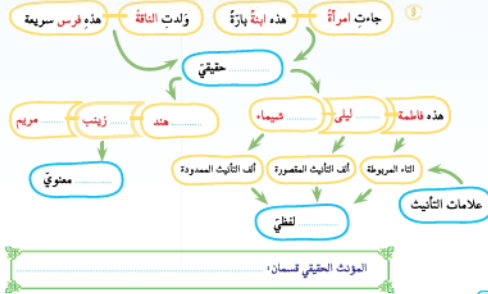 جاءتِ امرأةٌ
هذه ابنةٌ بارّةٌ
وَلدتِ الناقةُ
هذهِ فرس سريعة
............ حقيقيّ
هذه فاطمة
........ ليلى
............ شيماء
............ هند
...... زينب
........ مريم
التاء المربوطة
ألف التأنيث المقصورة
ألف التأنيث الممدودة
............ معنويّ
علامات التأنيث
............ لفظيّ
المؤنث الحقيقي قسمان: ............